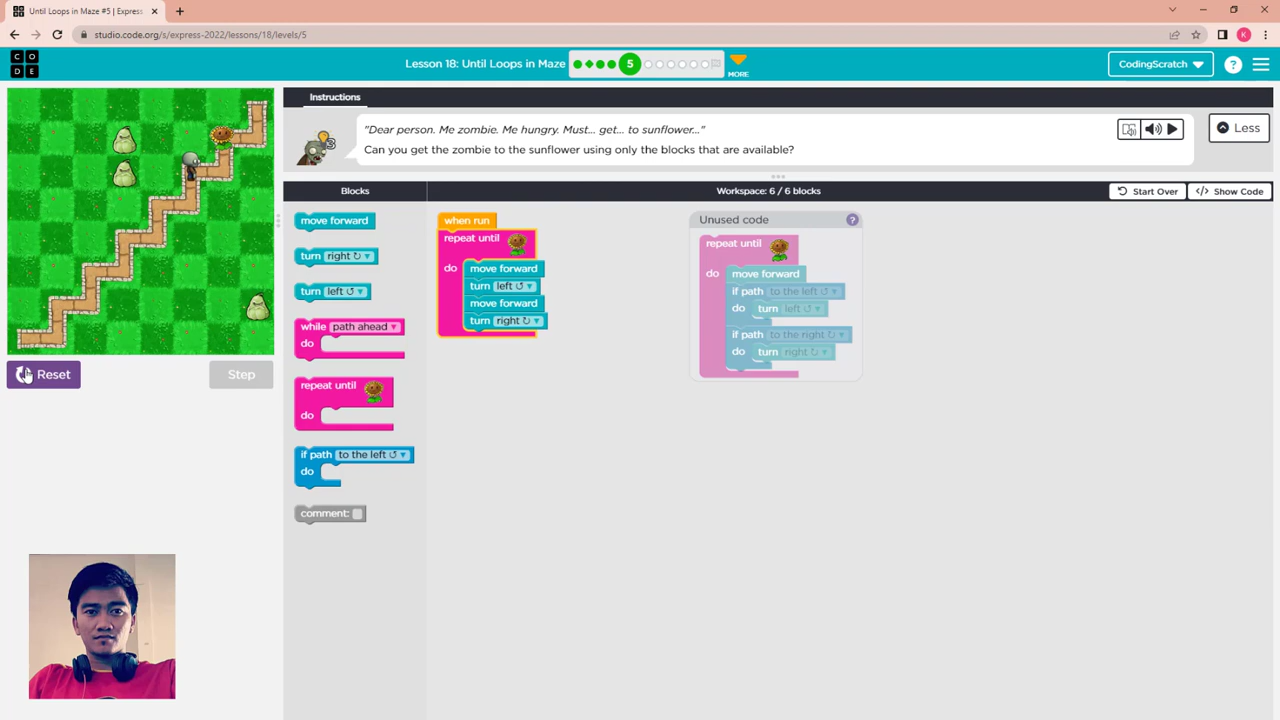 Until Loops in Maze #5 | Express
studio.code.org/s/express-2022/lessons/18/levels/5
K
C O
D E
Lesson 18: Until Loops in Maze
5
MORE
CodingScratch
?
Instructions
3
"Dear person. Me zombie. Me hungry. Must... get... to sunflower..."
Can you get the zombie to the sunflower using only the blocks that are available?
Less
Blocks
Workspace: 6 / 6 blocks
Start Over
</> Show Code
move forward
turn right
turn left
while path ahead
do
repeat until
do
if path to the left
do
comment:
when run
repeat until
do
move forward
turn left
move forward
turn right
Unused code
?
repeat until
do
move forward
if path to the left
do turn left
if path to the right
do turn right
Reset
Step